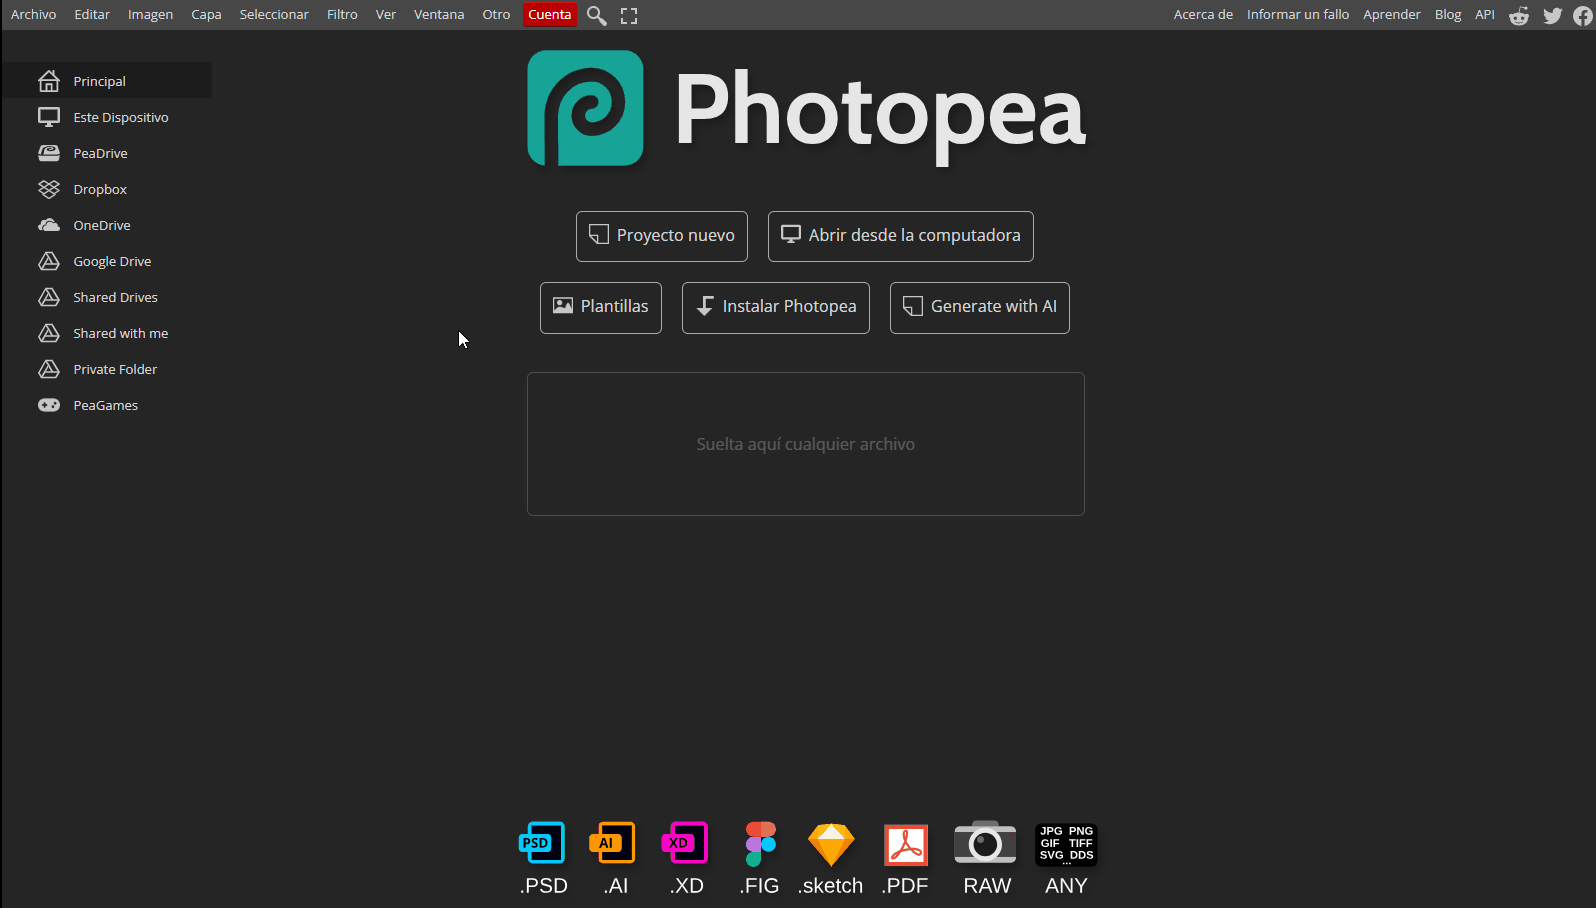 Archivo Editar Imagen Capa Seleccionar Filtro Ver Ventana Otro Cuenta Acerca de Informar un fallo Aprender Blog API
Principal
Este Dispositivo
PeaDrive
Dropbox
OneDrive
Google Drive
Shared Drives
Shared with me
Private Folder
PeaGames
Photopea
Proyecto nuevo Abrir desde la computadora
Plantillas Instalar Photopea Generate with AI
Suelta aquí cualquier archivo
PSD AI XD JPG PNG
GIF TIFF
SVG DDS
...
.PSD .AI .XD .FIG .sketch .PDF RAW ANY